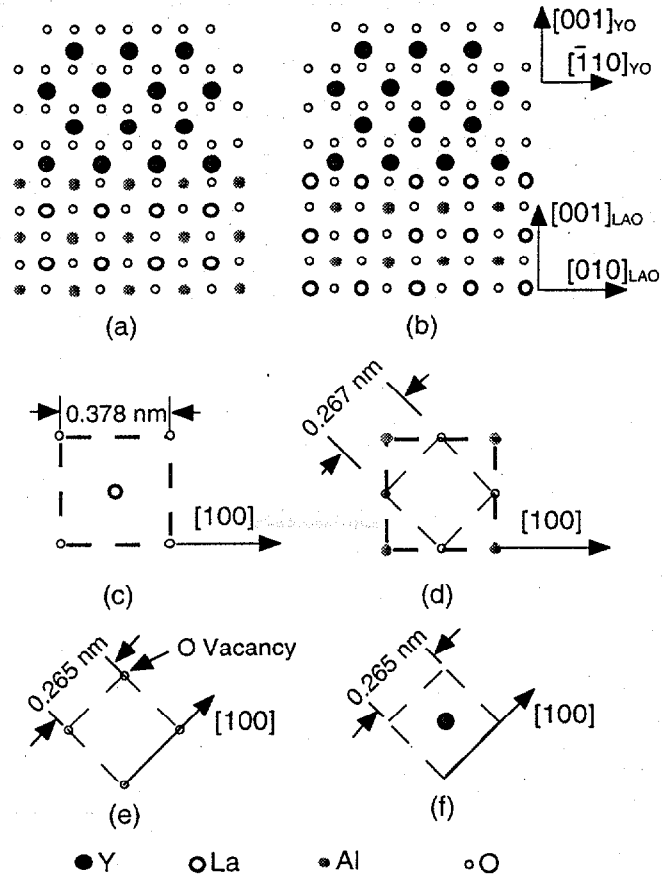 [001]YO
[1̅10]YO
[001]LAO
[010]LAO
(a)
(b)
0.378 nm
[100]
(c)
0.267 nm
[100]
(d)
0.265 nm
O Vacancy
[100]
(e)
0.265 nm
[100]
(f)
Y
La
Al
O